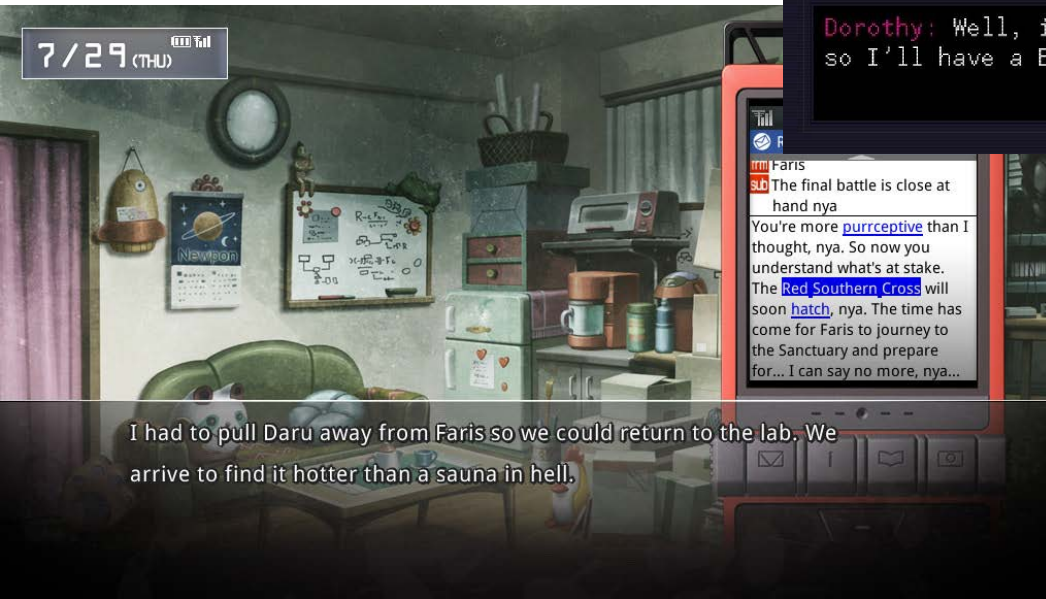 7/29(THU)
Dorothy: Well, i
so I'll have a
Newpon
frm Faris
sub The final battle is close at
hand nya
You're more purrceptive than I
thought, nya. So now you
understand what's at stake.
The Red Southern Cross will
soon hatch, nya. The time has
come for Faris to journey to
the Sanctuary and prepare
for... I can say no more, nya...
I had to pull Daru away from Faris so we could return to the lab. We
arrive to find it hotter than a sauna in hell.